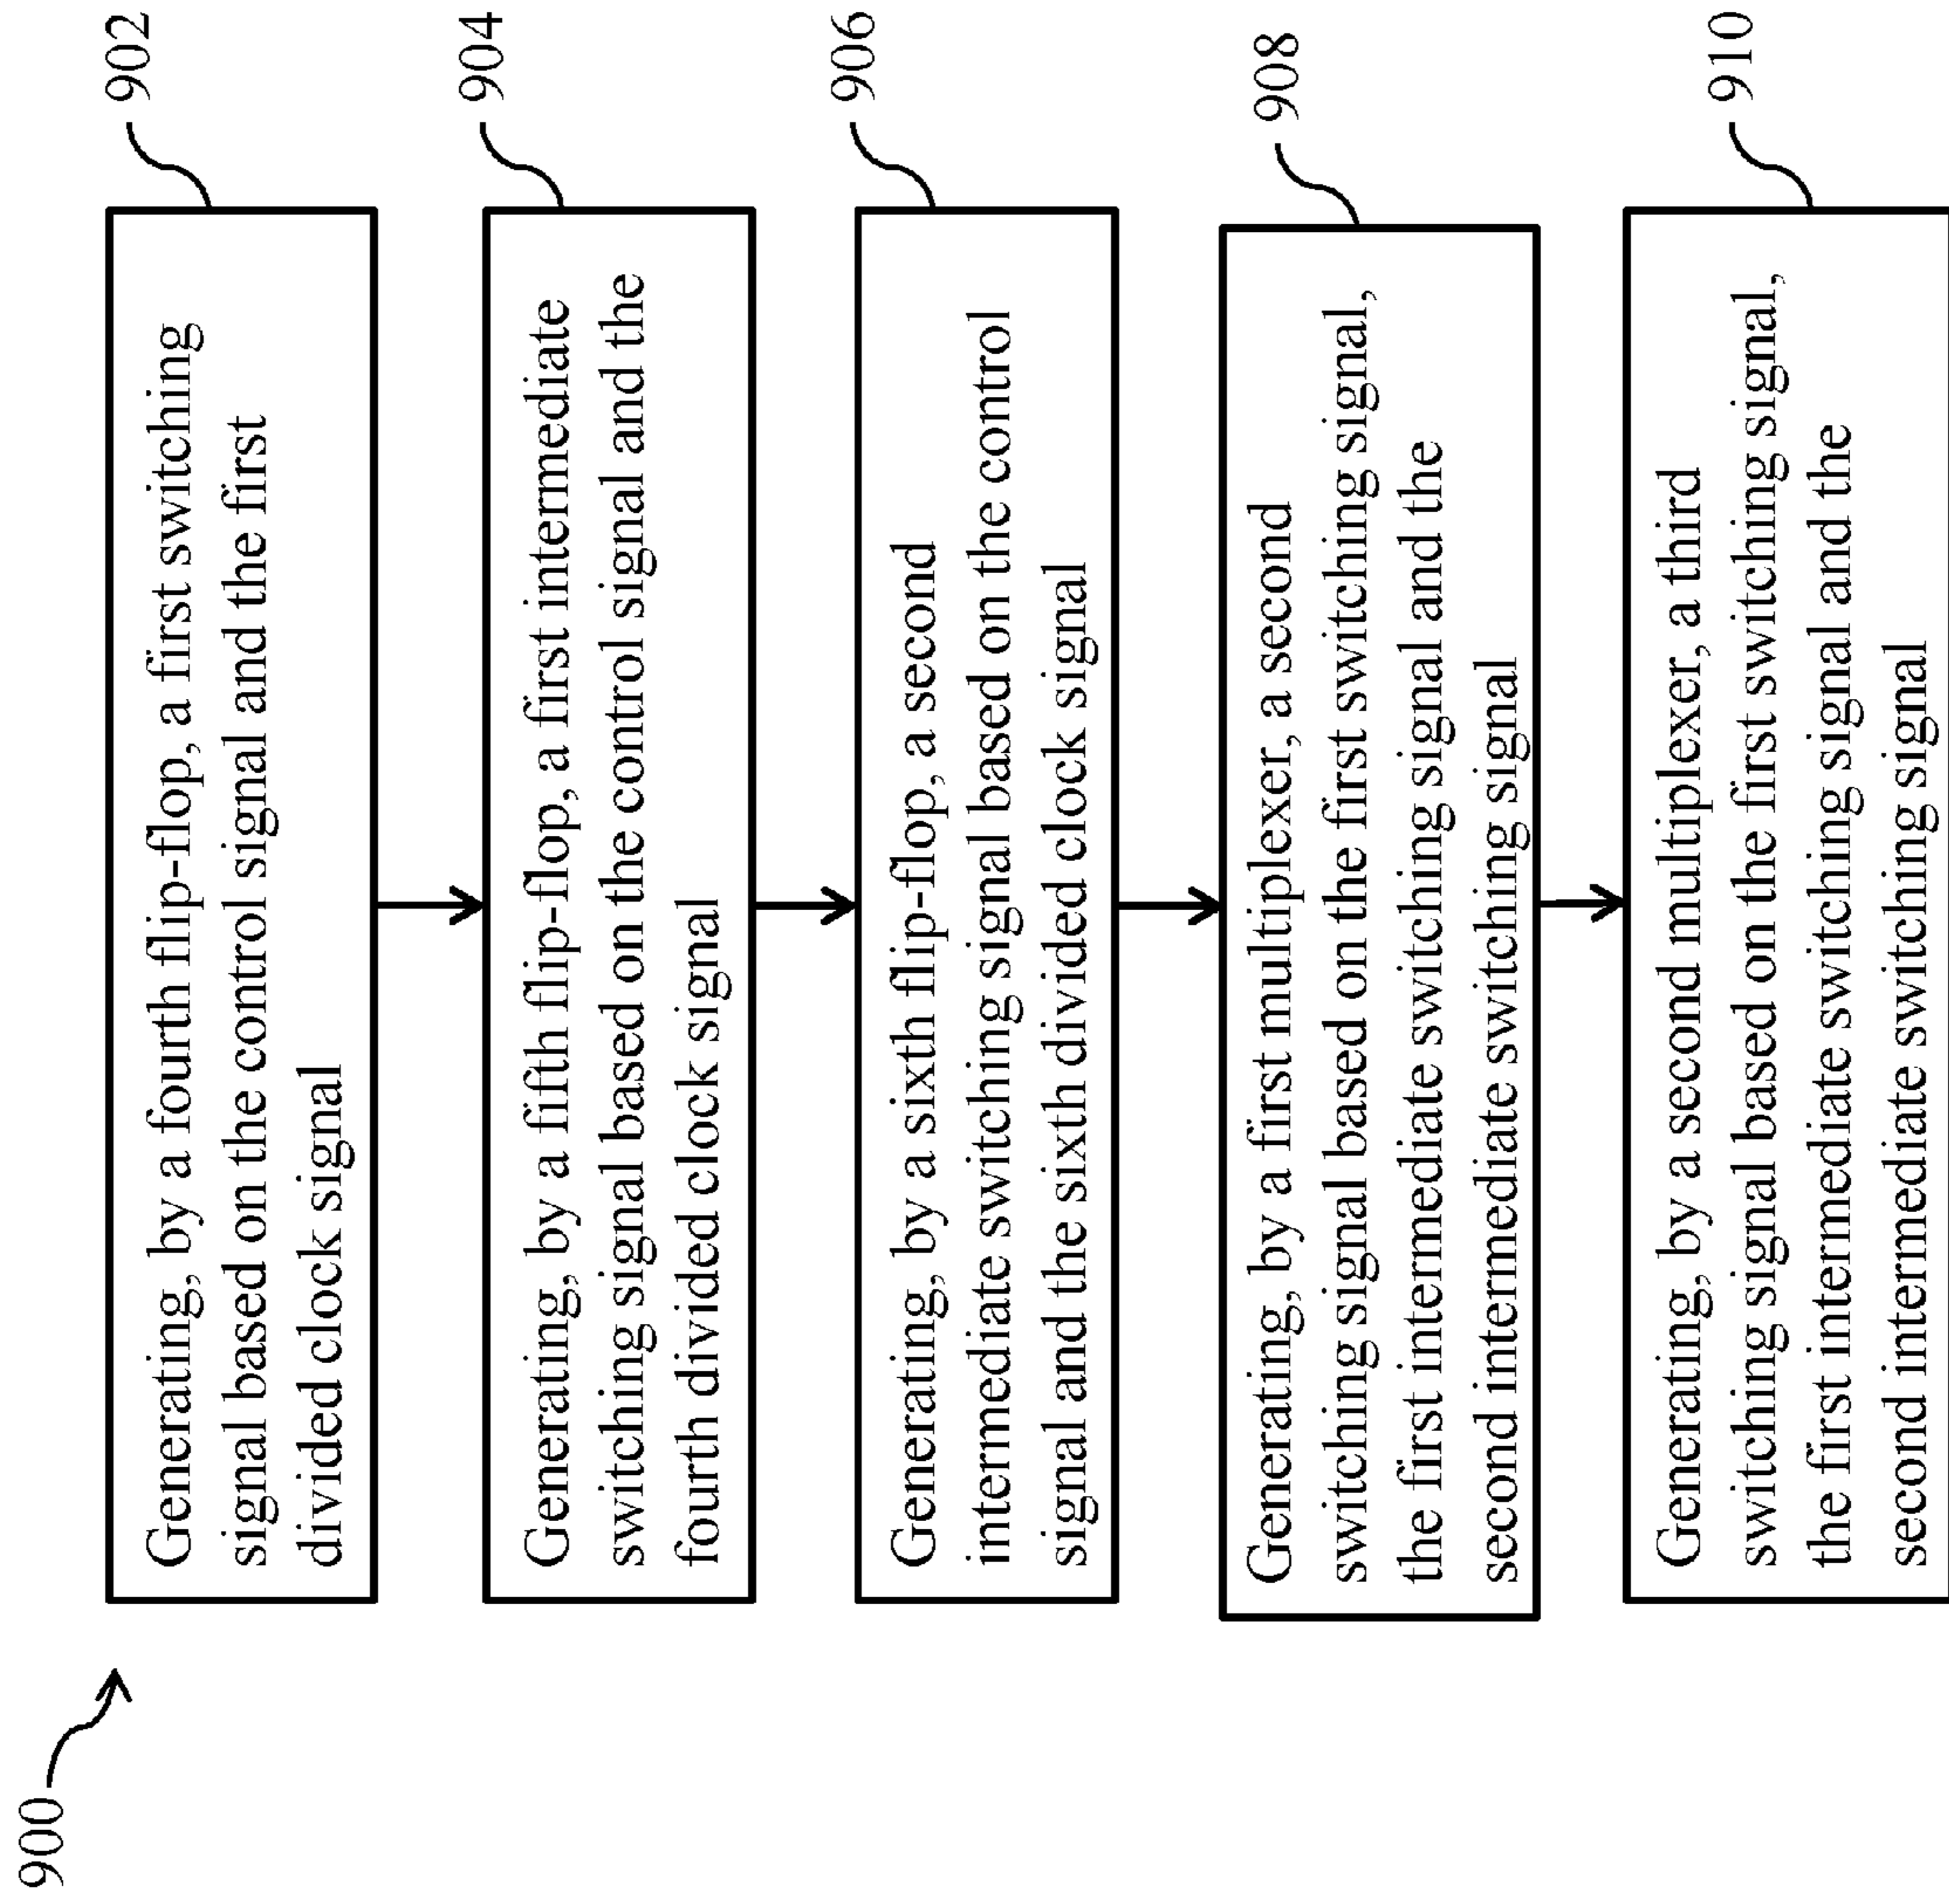 900
902
Generating, by a fourth flip-flop, a first switching
signal based on the control signal and the first
divided clock signal
904
Generating, by a fifth flip-flop, a first intermediate
switching signal based on the control signal and the
fourth divided clock signal
906
Generating, by a sixth flip-flop, a second
intermediate switching signal based on the control
signal and the sixth divided clock signal
908
Generating, by a first multiplexer, a second
switching signal based on the first switching signal,
the first intermediate switching signal and the
second intermediate switching signal
910
Generating, by a second multiplexer, a third
switching signal based on the first switching signal,
the first intermediate switching signal and the
second intermediate switching signal